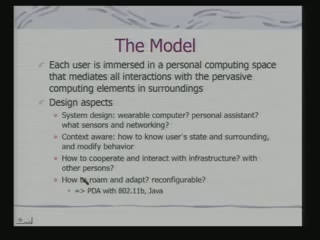 The Model
Each user is immersed in a personal computing space
that mediates all interactions with the pervasive
computing elements in surroundings
Design aspects
System design: wearable computer? personal assistant?
what sensors and networking?
Context aware: how to know user's state and surrounding,
and modify behavior
How to cooperate and interact with infrastructure? with
other persons?
How to roam and adapt? reconfigurable?
=> PDA with 802.11b, Java